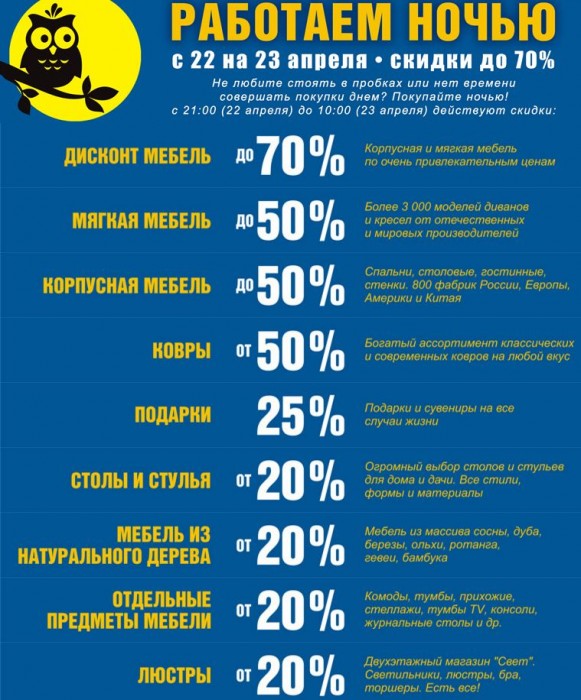 РАБОТАЕМ НОЧЬЮ
с 22 на 23 апреля • скидки до 70%
Не любите стоять в пробках или нет времени
совершать покупки днем? Покупайте ночью!
с 21:00 (22 апреля) до 10:00 (23 апреля) действуют скидки:
ДИСКОНТ МЕБЕЛЬ до 70%
Корпусная и мягкая мебель
по очень привлекательным ценам
МЯГКАЯ МЕБЕЛЬ до 50%
Более 3 000 моделей диванов
и кресел от отечественных
и мировых производителей
КОРПУСНАЯ МЕБЕЛЬ до 50%
Спальни, столовые, гостинные,
стенки. 800 фабрик России, Европы,
Америки и Китая
КОВРЫ от 50%
Богатый ассортимент классических
и современных ковров на любой вкус
ПОДАРКИ 25%
Подарки и сувениры на все
случаи жизни
СТОЛЫ И СТУЛЬЯ от 20%
Огромный выбор столов и стульев
для дома и дачи. Все стили,
формы и материалы
МЕБЕЛЬ ИЗ
НАТУРАЛЬНОГО ДЕРЕВА от 20%
Мебель из массива сосны, дуба,
березы, ольхи, ротанга,
гевеи, бамбука
ОТДЕЛЬНЫЕ
ПРЕДМЕТЫ МЕБЕЛИ от 20%
Комоды, тумбы, прихожие,
стеллажи, тумбы TV, консоли,
журнальные столы и др.
ЛЮСТРЫ от 20%
Двухэтажный магазин "Свет".
Светильники, люстры, бра,
торшеры. Есть все!